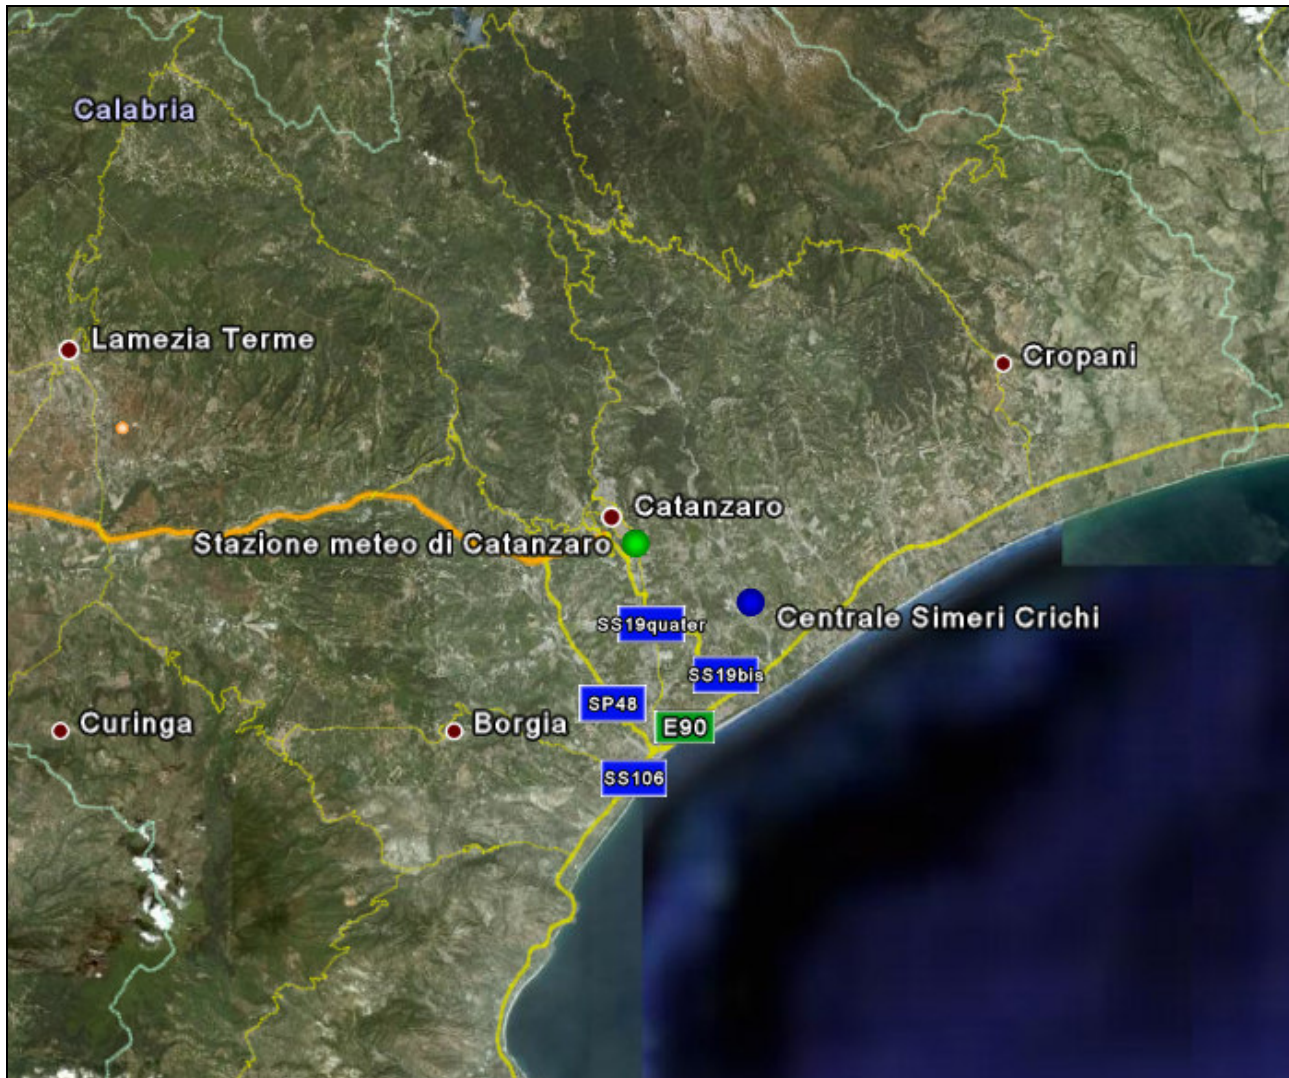 Calabria
Lamezia Terme
Cropani
Catanzaro
Stazione meteo di Catanzaro
SS19quater
Centrale Simeri Crichi
SS19bis
SP48
Curinga
Borgia
E90
SS106